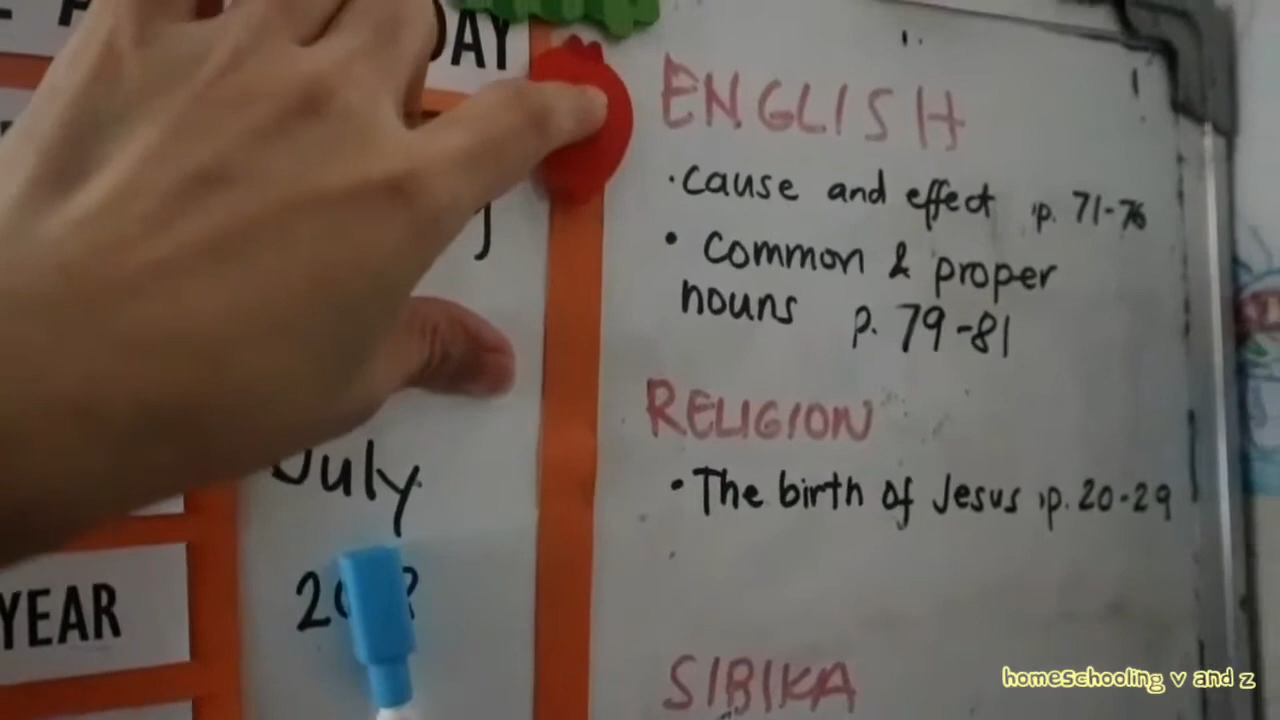 DAY
July
YEAR
ENGLISH
• cause and effect p. 71-76
• common & proper
nouns p. 79-81
RELIGION
• The birth of Jesus p. 20-29
SIBIKA
homeschooling v and z